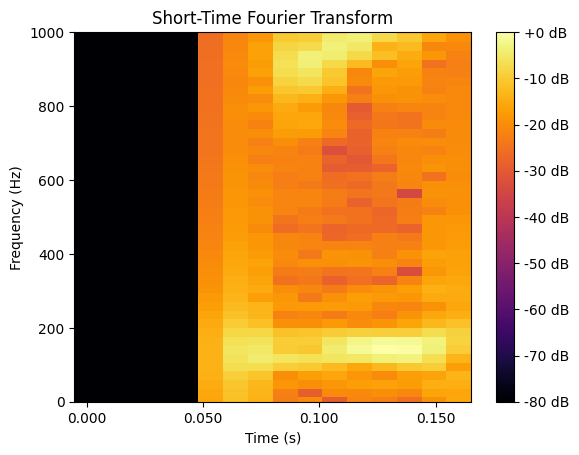 Short-Time Fourier Transform
1000
800
600
400
200
0
Frequency (Hz)
0.000
0.050
0.100
0.150
Time (s)
+0 dB
-10 dB
-20 dB
-30 dB
-40 dB
-50 dB
-60 dB
-70 dB
-80 dB